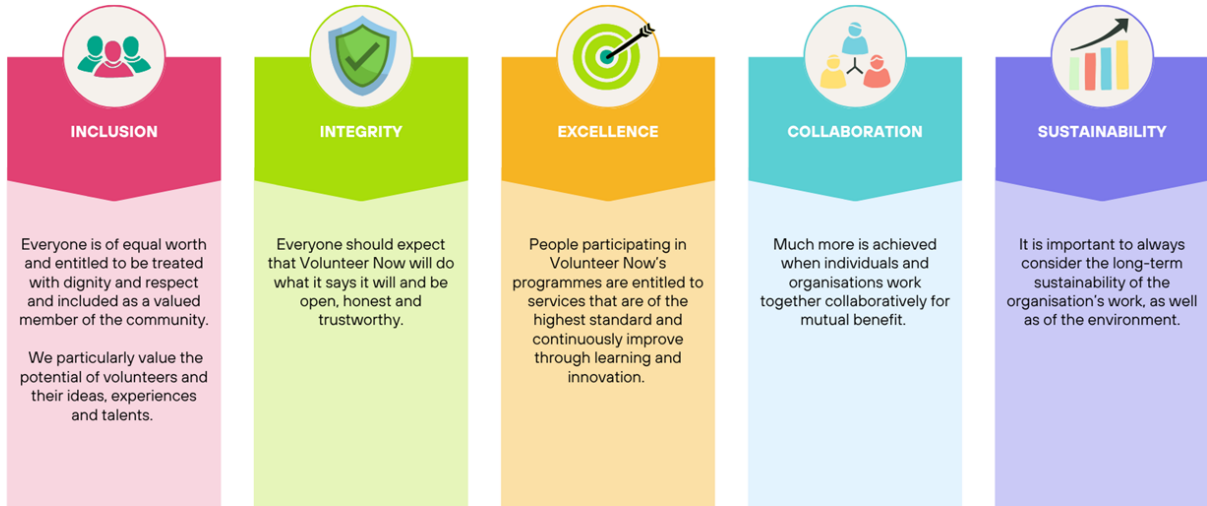 INCLUSION
Everyone is of equal worth
and entitled to be treated
with dignity and respect
and included as a valued
member of the community.
We particularly value the
potential of volunteers and
their ideas, experiences
and talents.
INTEGRITY
Everyone should expect
that Volunteer Now will do
what it says it will and be
open, honest and
trustworthy.
EXCELLENCE
People participating in
Volunteer Now's
programmes are entitled to
services that are of the
highest standard and
continuously improve
through learning and
innovation.
COLLABORATION
Much more is achieved
when individuals and
organisations work
together collaboratively for
mutual benefit.
SUSTAINABILITY
It is important to always
consider the long-term
sustainability of the
organisation's work, as well
as of the environment.